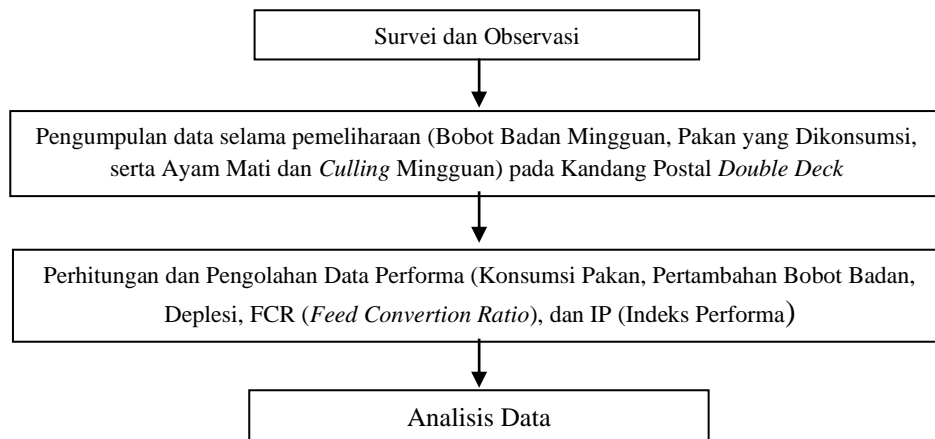 Survei dan Observasi
Pengumpulan data selama pemeliharaan (Bobot Badan Mingguan, Pakan yang Dikonsumsi,
serta Ayam Mati dan Culling Mingguan) pada Kandang Postal Double Deck
Perhitungan dan Pengolahan Data Performa (Konsumsi Pakan, Pertambahan Bobot Badan,
Deplesi, FCR (Feed Convertion Ratio), dan IP (Indeks Performa)
Analisis Data